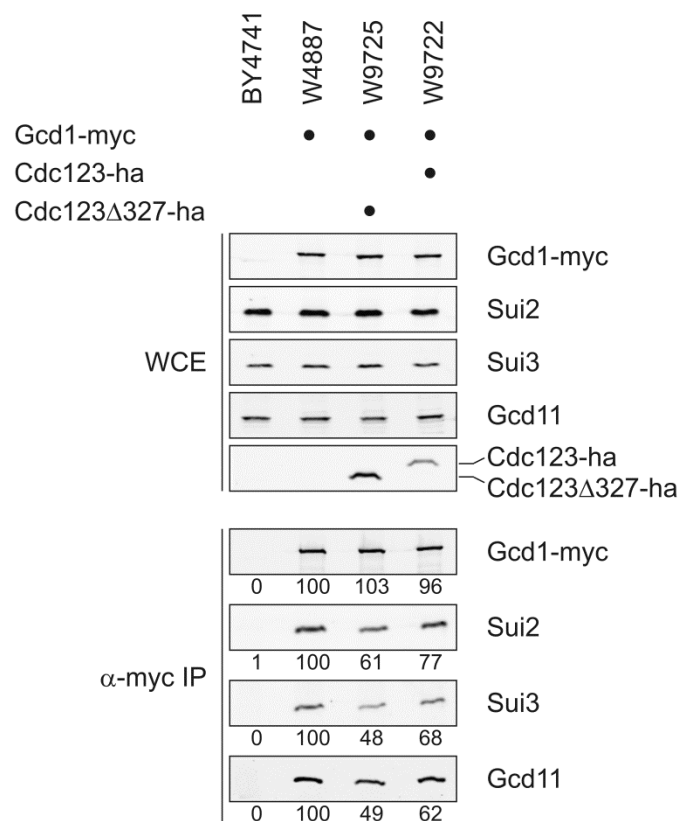 BY4741 W4887 W9725 W9722
Gcd1-myc
Cdc123-ha
Cdc123Δ327-ha
Gcd1-myc
Sui2
WCE Sui3
Gcd11
Cdc123-ha
Cdc123Δ327-ha
Gcd1-myc
0 100 103 96
Sui2
1 100 61 77
α-myc IP
Sui3
0 100 48 68
Gcd11
0 100 49 62